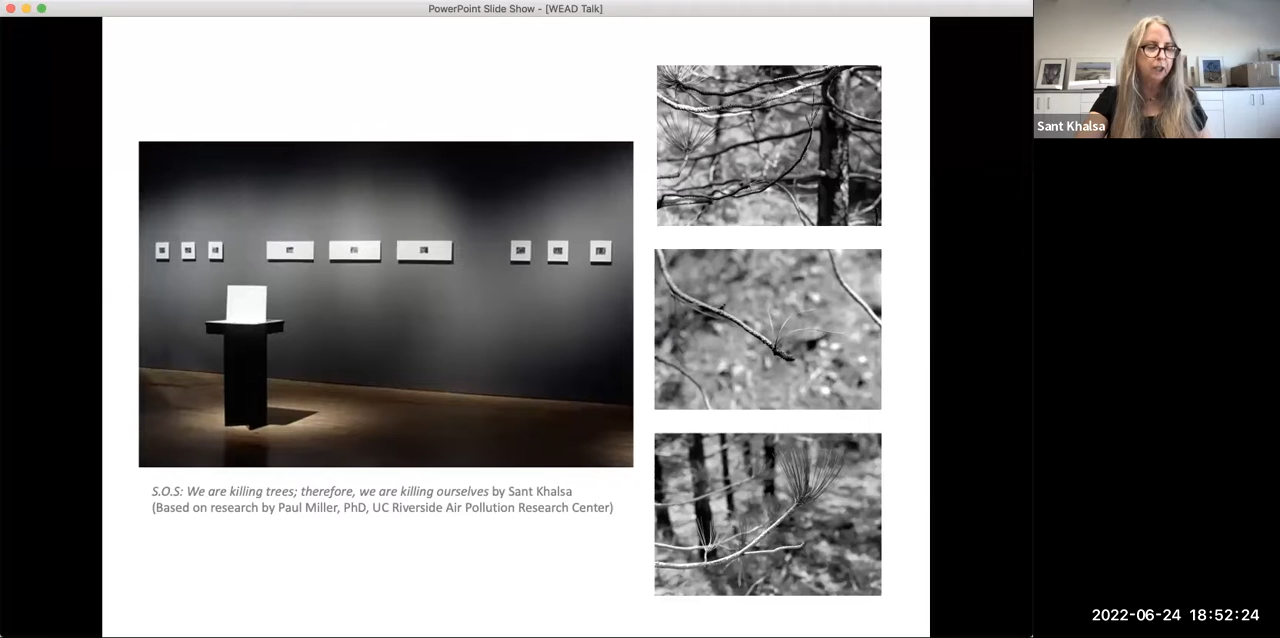 PowerPoint Slide Show - [WEAD Talk]
Sant Khalsa
S.O.S: We are killing trees; therefore, we are killing ourselves by Sant Khalsa
(Based on research by Paul Miller, PhD, UC Riverside Air Pollution Research Center)
2022-06-24 18:52:24